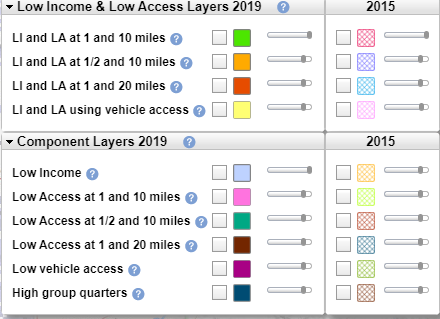 Low Income & Low Access Layers 2019 ? 2015
LI and LA at 1 and 10 miles ?
LI and LA at 1/2 and 10 miles ?
LI and LA at 1 and 20 miles ?
LI and LA using vehicle access ?
Component Layers 2019 ? 2015
Low Income ?
Low Access at 1 and 10 miles ?
Low Access at 1/2 and 10 miles ?
Low Access at 1 and 20 miles ?
Low vehicle access ?
High group quarters ?